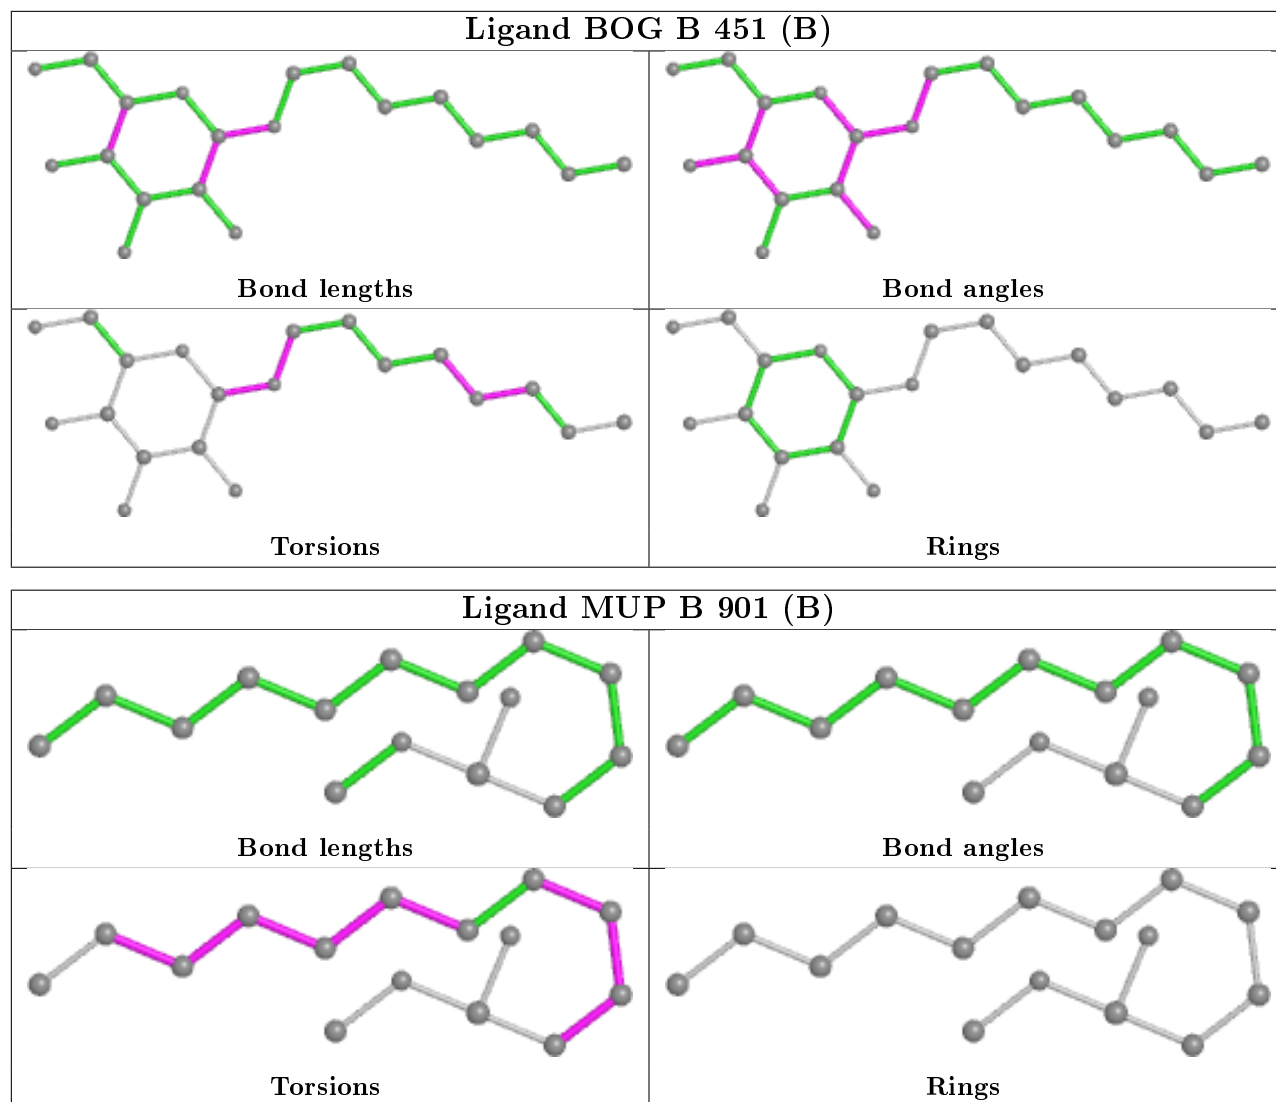 Ligand BOG B 451 (B)
Bond lengths
Bond angles
Torsions
Rings
Ligand MUP B 901 (B)
Bond lengths
Bond angles
Torsions
Rings